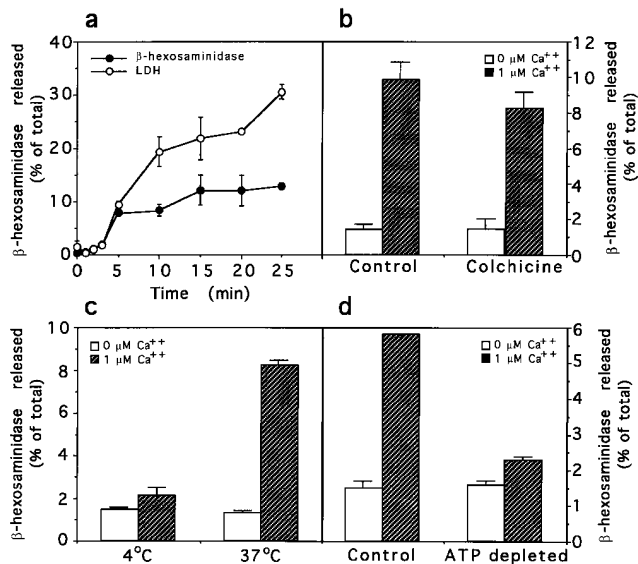 a
β-hexosaminidase released
(% of total)
40
30
20
10
0
β-hexosaminidase
LDH
0 5 10 15 20 25
Time (min)
b
0 µM Ca++
1 µM Ca++
12
10
8
6
4
2
0
β-hexosaminidase released
(% of total)
Control Colchicine
c
β-hexosaminidase released
(% of total)
10
8
6
4
2
0
0 µM Ca++
1 µM Ca++
4°C 37°C
d
0 µM Ca++
1 µM Ca++
6
5
4
3
2
1
0
β-hexosaminidase released
(% of total)
Control ATP depleted